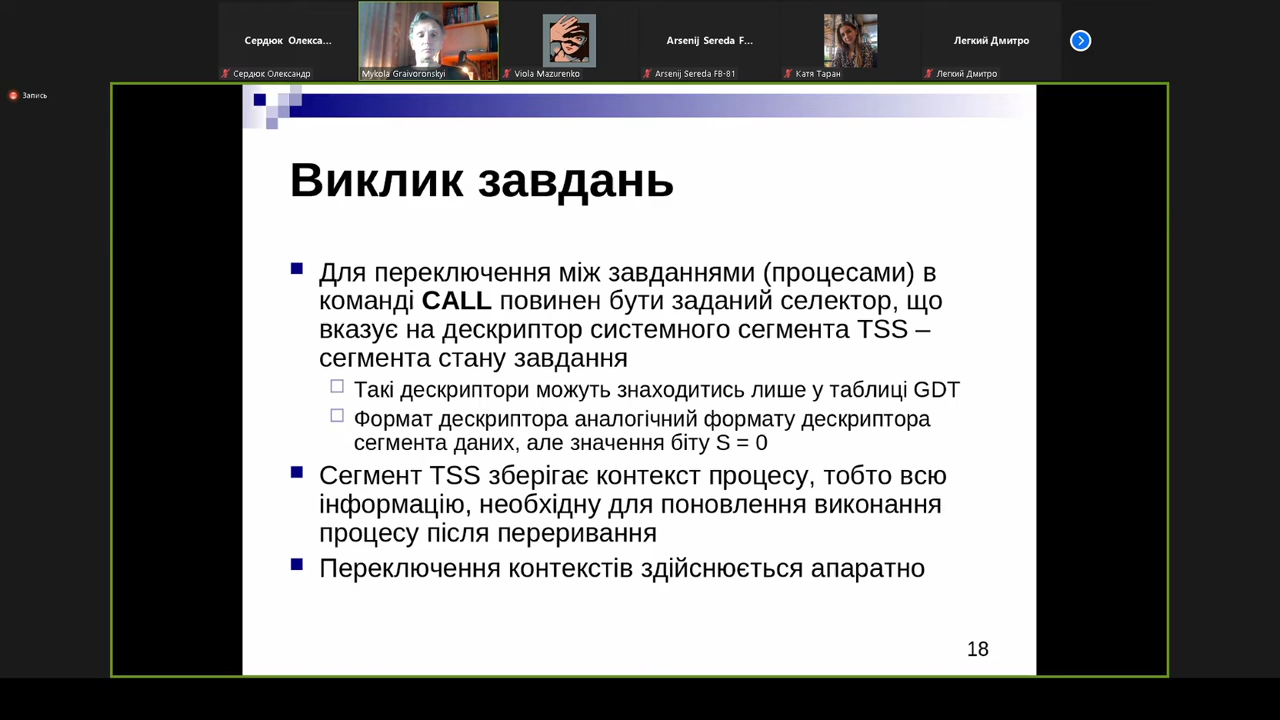 Сердюк Олекса...
Arsenij Sereda F...
Легкий Дмитро
Сердюк Олександр
Mykola Graivoronskyi
Viola Mazurenko
Arsenij Sereda FB-81
Катя Таран
Легкий Дмитро
Запись
Виклик завдань
Для переключення між завданнями (процесами) в
команді CALL повинен бути заданий селектор, що
вказує на дескриптор системного сегмента TSS –
сегмента стану завдання
Такі дескриптори можуть знаходитись лише у таблиці GDT
Формат дескриптора аналогічний формату дескриптора
сегмента даних, але значення біту S = 0
Сегмент TSS зберігає контекст процесу, тобто всю
інформацію, необхідну для поновлення виконання
процесу після переривання
Переключення контекстів здійснюється апаратно
18